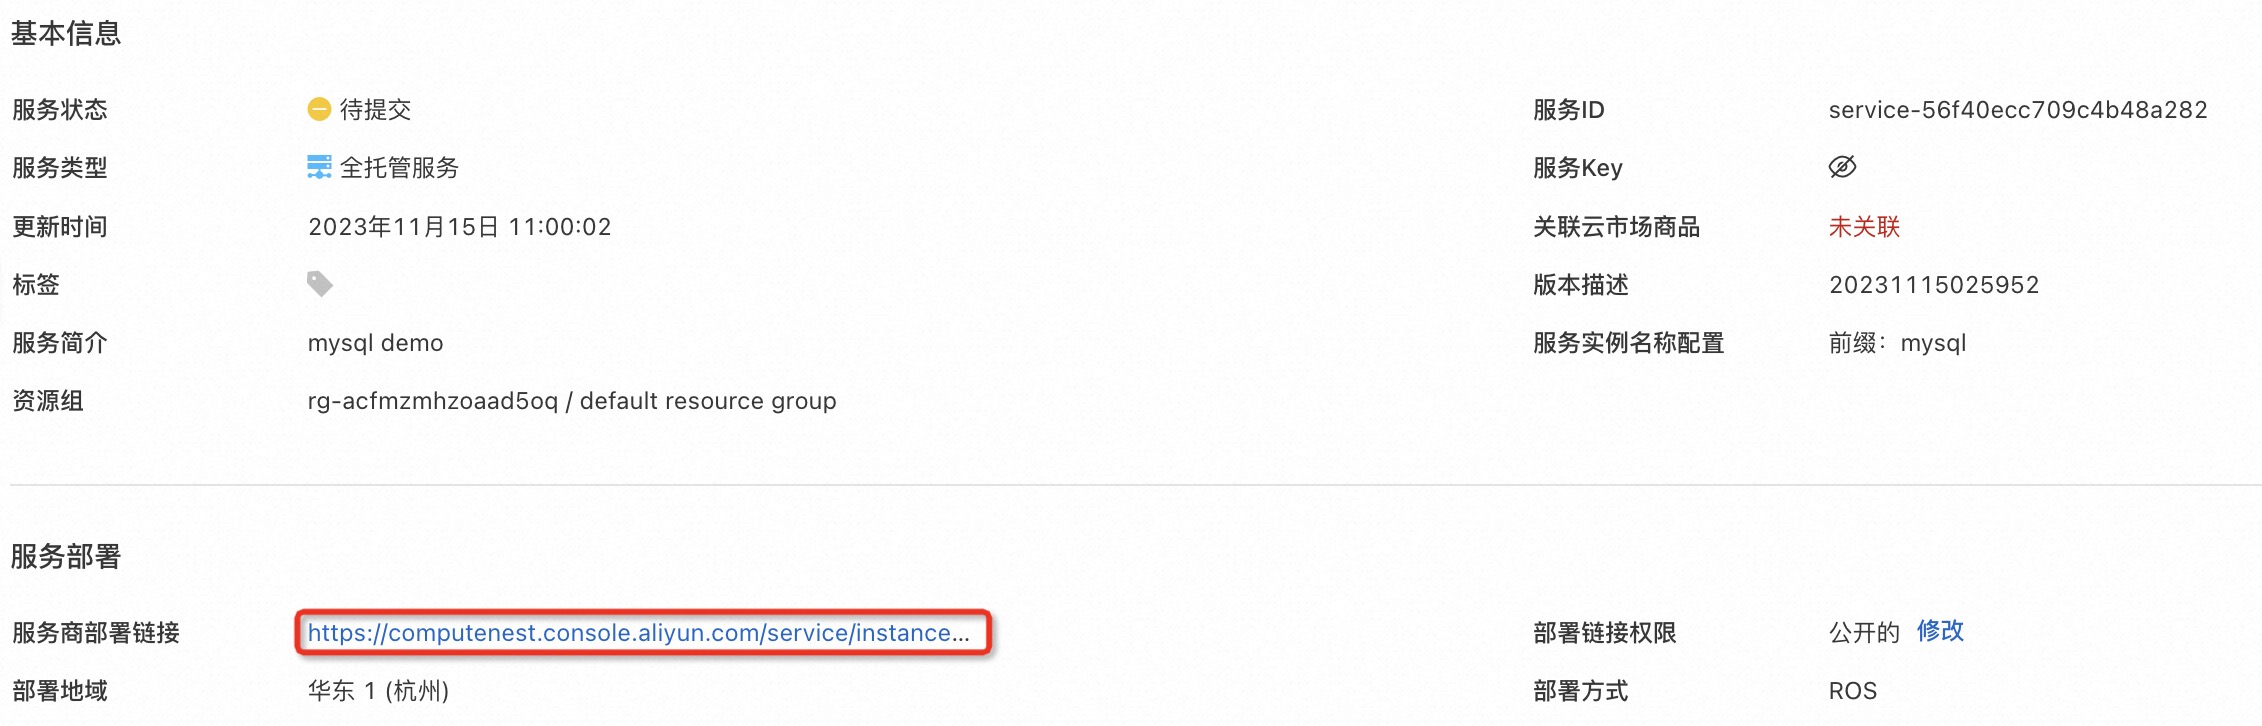 基本信息
服务状态 待提交 服务ID service-56f40ecc709c4b48a282
服务类型 全托管服务 服务Key
更新时间 2023年11月15日 11:00:02 关联云市场商品 未关联
标签 版本描述 20231115025952
服务简介 mysql demo 服务实例名称配置 前缀：mysql
资源组 rg-acfmzmhzoaad5oq / default resource group
服务部署
服务商部署链接 https://computenest.console.aliyun.com/service/instance... 部署链接权限 公开的 修改
部署地域 华东 1 (杭州) 部署方式 ROS